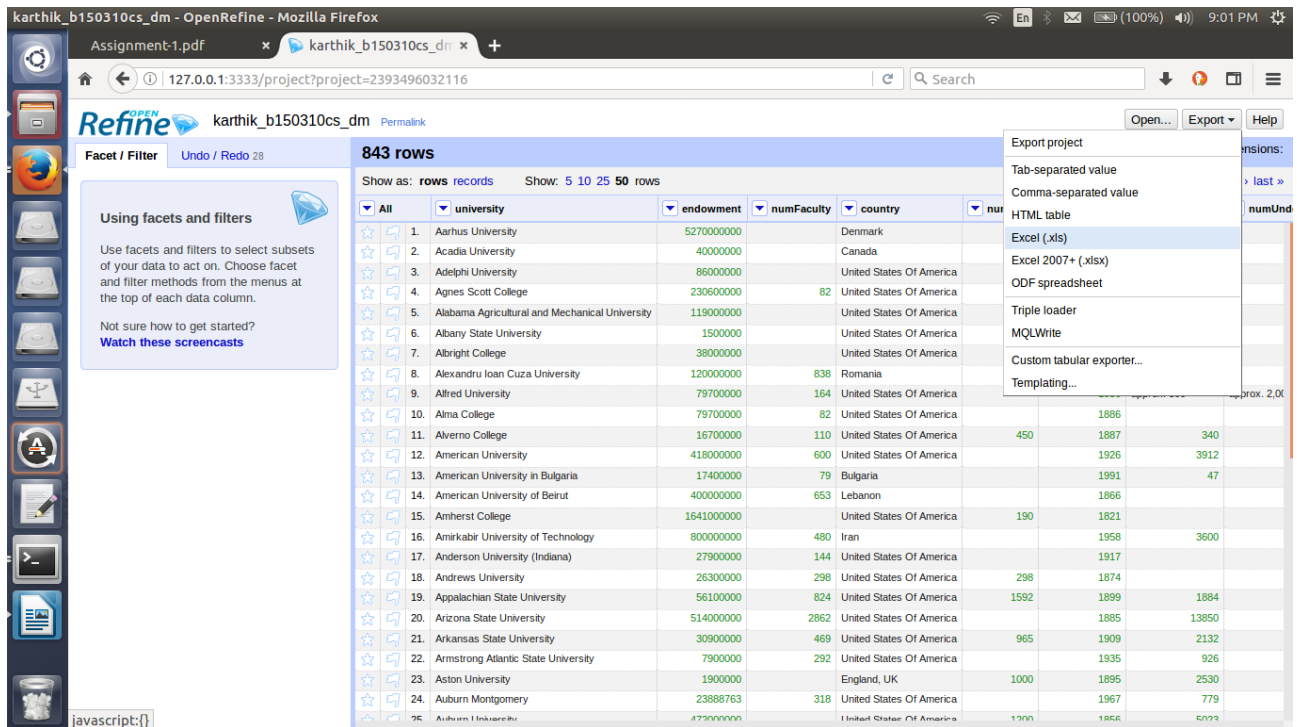 karthik_b150310cs_dm - OpenRefine - Mozilla Firefox
En (100%) 9:01 PM
Assignment-1.pdf × karthik_b150310cs_dm × +
127.0.0.1:3333/project?project=2393496032116 Search
OPEN
Refine karthik_b150310cs_dm Permalink Open... Export Help
Facet / Filter Undo / Redo 28
843 rows
Show as: rows records Show: 5 10 25 50 rows › last »
All university endowment numFaculty country
Using facets and filters
Use facets and filters to select subsets
of your data to act on. Choose facet
and filter methods from the menus at
the top of each data column.
Not sure how to get started?
Watch these screencasts
Export project
Tab-separated value
Comma-separated value
HTML table
Excel (.xls)
Excel 2007+ (.xlsx)
ODF spreadsheet
Triple loader
MQLWrite
Custom tabular exporter...
Templating...
1. Aarhus University 5270000000 Denmark
2. Acadia University 40000000 Canada
3. Adelphi University 86000000 United States Of America
4. Agnes Scott College 230600000 82 United States Of America
5. Alabama Agricultural and Mechanical University 119000000 United States Of America
6. Albany State University 1500000 United States Of America
7. Albright College 38000000 United States Of America
8. Alexandru Ioan Cuza University 120000000 838 Romania
9. Alfred University 79700000 164 United States Of America
10. Alma College 79700000 82 United States Of America 1886
11. Alverno College 16700000 110 United States Of America 450 1887 340
12. American University 418000000 600 United States Of America 1926 3912
13. American University in Bulgaria 17400000 79 Bulgaria 1991 47
14. American University of Beirut 400000000 653 Lebanon 1866
15. Amherst College 1641000000 United States Of America 190 1821
16. Amirkabir University of Technology 800000000 480 Iran 1958 3600
17. Anderson University (Indiana) 27900000 144 United States Of America 1917
18. Andrews University 26300000 298 United States Of America 298 1874
19. Appalachian State University 56100000 824 United States Of America 1592 1899 1884
20. Arizona State University 514000000 2862 United States Of America 1885 13850
21. Arkansas State University 30900000 469 United States Of America 965 1909 2132
22. Armstrong Atlantic State University 7900000 292 United States Of America 1935 926
23. Aston University 1900000 England, UK 1000 1895 2530
24. Auburn Montgomery 23888763 318 United States Of America 1967 779
25. Auburn University 472000000 United States Of America 1200 1856 5023
javascript:{}